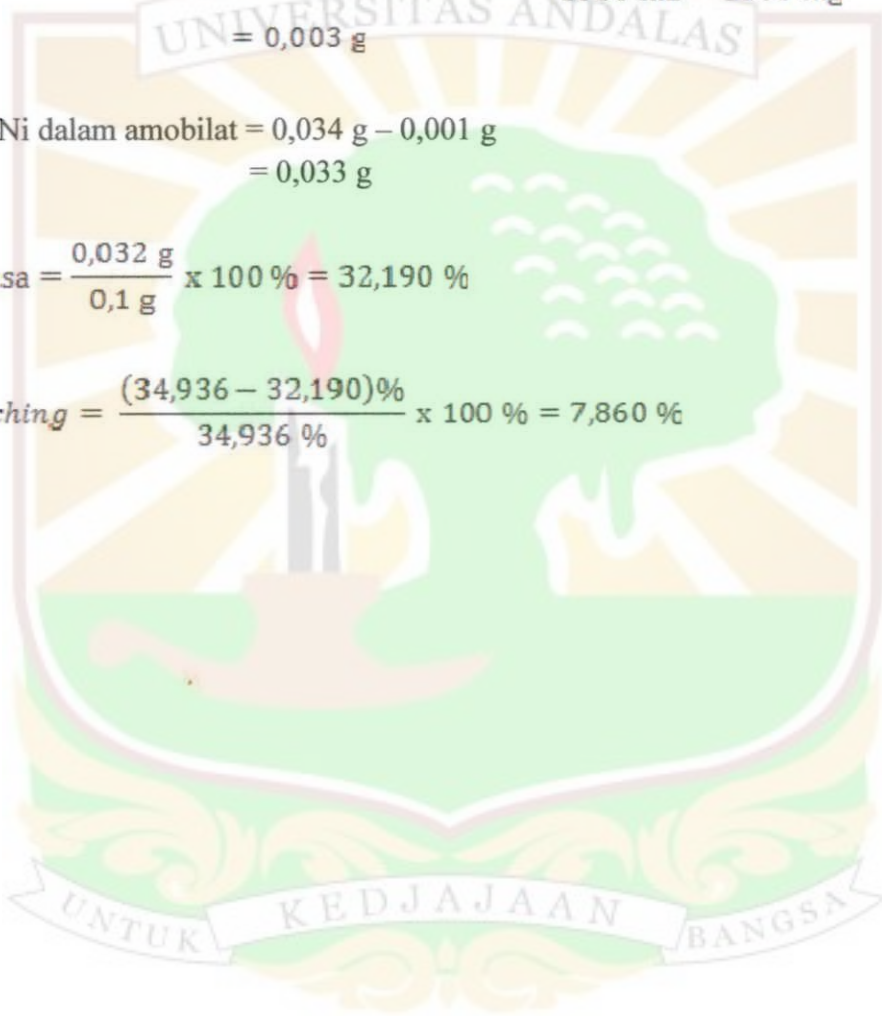 UNIVERSITAS ANDALAS
= 0,003 g
Ni dalam amobilat = 0,034 g – 0,001 g
= 0,033 g
sa = 0,032 g / 0,1 g x 100 % = 32,190 %
ching = (34,936 – 32,190)% / 34,936 % x 100 % = 7,860 %
UNTUK KEDJAJAAN BANGSA